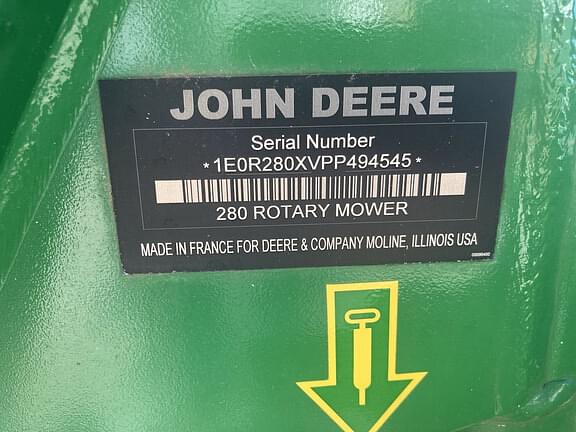 JOHN DEERE
Serial Number
*1E0R280XVPP494545*
280 ROTARY MOWER
MADE IN FRANCE FOR DEERE & COMPANY MOLINE, ILLINOIS USA